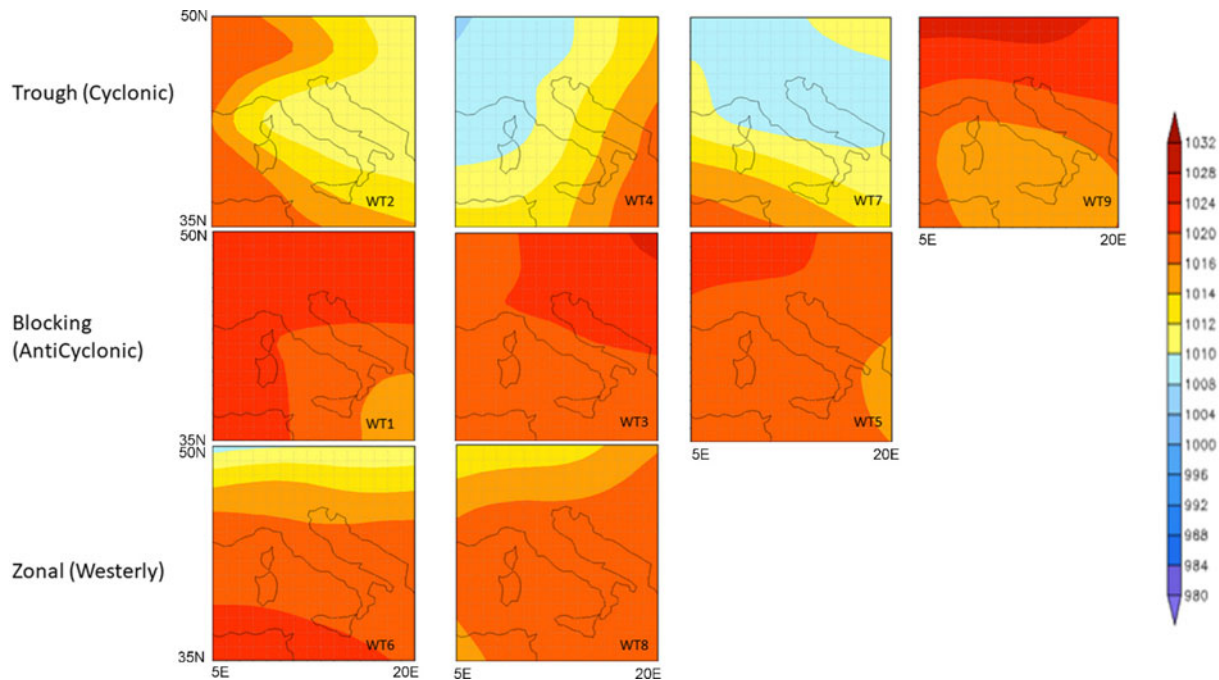 50N
Trough (Cyclonic)
WT2
WT4
WT7
WT9
35N
5E
20E
50N
Blocking
(AntiCyclonic)
WT1
WT3
WT5
35N
5E
20E
50N
Zonal (Westerly)
WT6
WT8
35N
5E
20E
5E
20E
1032
1028
1024
1020
1016
1014
1012
1010
1008
1004
1000
996
992
988
984
980